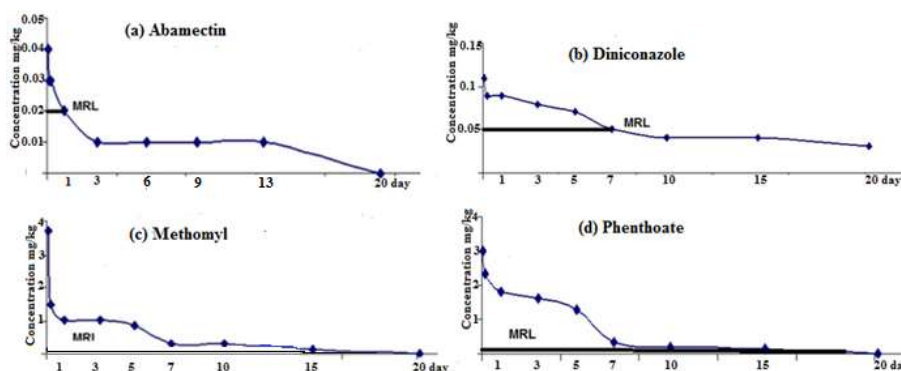 (a) Abamectin
Concentration mg/kg
0.05
0.04
0.03
0.02
0.01
MRL
1 3 6 9 13 20 day
(b) Diniconazole
Concentration mg/kg
0.15
0.1
0.05
MRL
1 3 5 7 10 15 20 day
(c) Methomyl
Concentration mg/kg
4
3
2
1
MRL
1 3 5 7 10 15 20 day
(d) Phenthoate
Concentration mg/kg
4
3
2
1
MRL
1 3 5 7 10 15 20 day